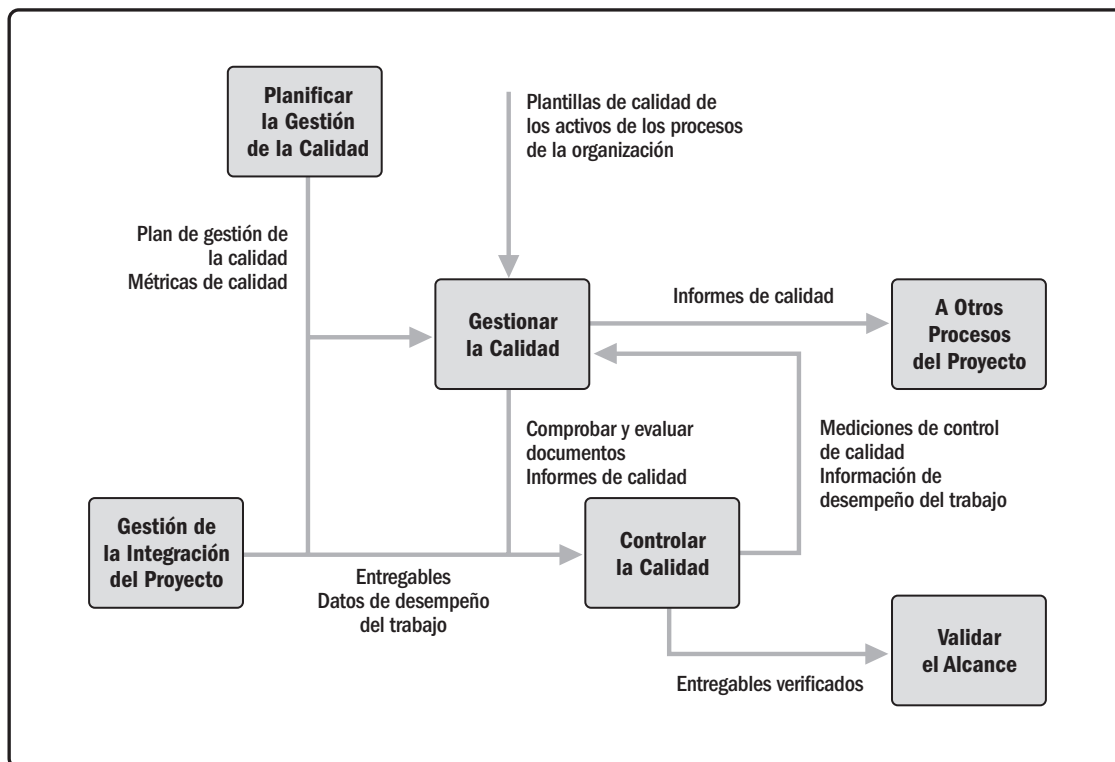 Planificar
la Gestión
de la Calidad
Plantillas de calidad de
los activos de los procesos
de la organización
Plan de gestión de
la calidad
Métricas de calidad
Gestionar
la Calidad
Informes de calidad
A Otros
Procesos
del Proyecto
Comprobar y evaluar
documentos
Informes de calidad
Mediciones de control
de calidad
Información de
desempeño del trabajo
Gestión de
la Integración
del Proyecto
Entregables
Datos de desempeño
del trabajo
Controlar
la Calidad
Entregables verificados
Validar
el Alcance